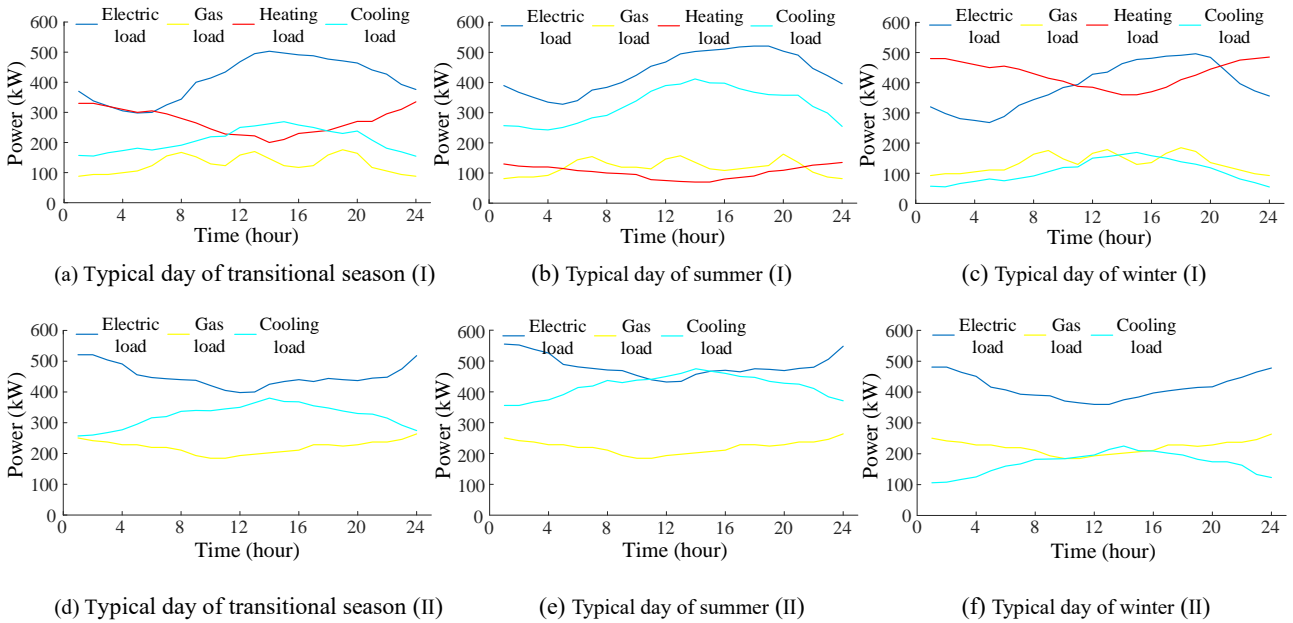 600
Electric load
Gas load
Heating load
Cooling load
500
400
300
200
100
0
Power (kW)
0 4 8 12 16 20 24
Time (hour)
(a) Typical day of transitional season (I)
600
Electric load
Gas load
Heating load
Cooling load
500
400
300
200
100
0
Power (kW)
0 4 8 12 16 20 24
Time (hour)
(b) Typical day of summer (I)
600
Electric load
Gas load
Heating load
Cooling load
500
400
300
200
100
0
Power (kW)
0 4 8 12 16 20 24
Time (hour)
(c) Typical day of winter (I)
600
Electric load
Gas load
Cooling load
500
400
300
200
100
0
Power (kW)
0 4 8 12 16 20 24
Time (hour)
(d) Typical day of transitional season (II)
600
Electric load
Gas load
Cooling load
500
400
300
200
100
0
Power (kW)
0 4 8 12 16 20 24
Time (hour)
(e) Typical day of summer (II)
600
Electric load
Gas load
Cooling load
500
400
300
200
100
0
Power (kW)
0 4 8 12 16 20 24
Time (hour)
(f) Typical day of winter (II)